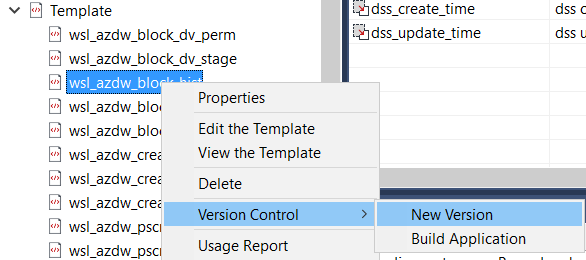 Template
wsl_azdw_block_dv_perm
wsl_azdw_block_dv_stage
wsl_azdw_block_hist
wsl_azdw_bloc
wsl_azdw_bloc
wsl_azdw_crea
wsl_azdw_crea
wsl_azdw_crea
wsl_azdw_pscr
wsl_azdw_pscr
Properties
Edit the Template
View the Template
Delete
Version Control
Usage Report
New Version
Build Application
dss_create_time dss c
dss_update_time dss u